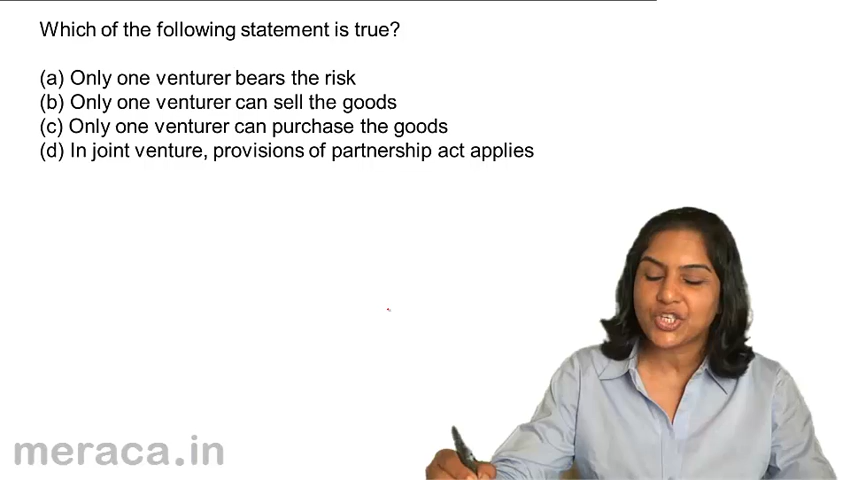 Which of the following statement is true?
(a) Only one venturer bears the risk
(b) Only one venturer can sell the goods
(c) Only one venturer can purchase the goods
(d) In joint venture, provisions of partnership act applies
meraca.in